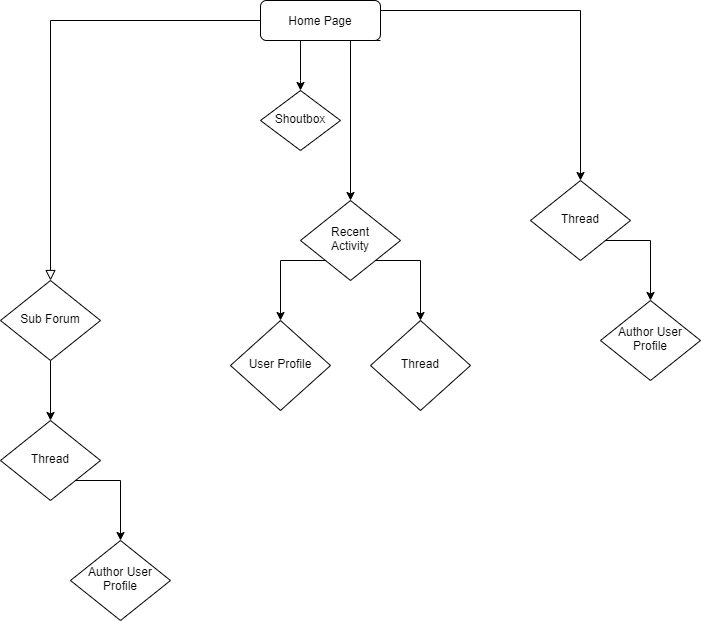 Home Page
Shoutbox
Thread
Recent
Activity
Sub Forum
Author User
Profile
User Profile
Thread
Thread
Author User
Profile